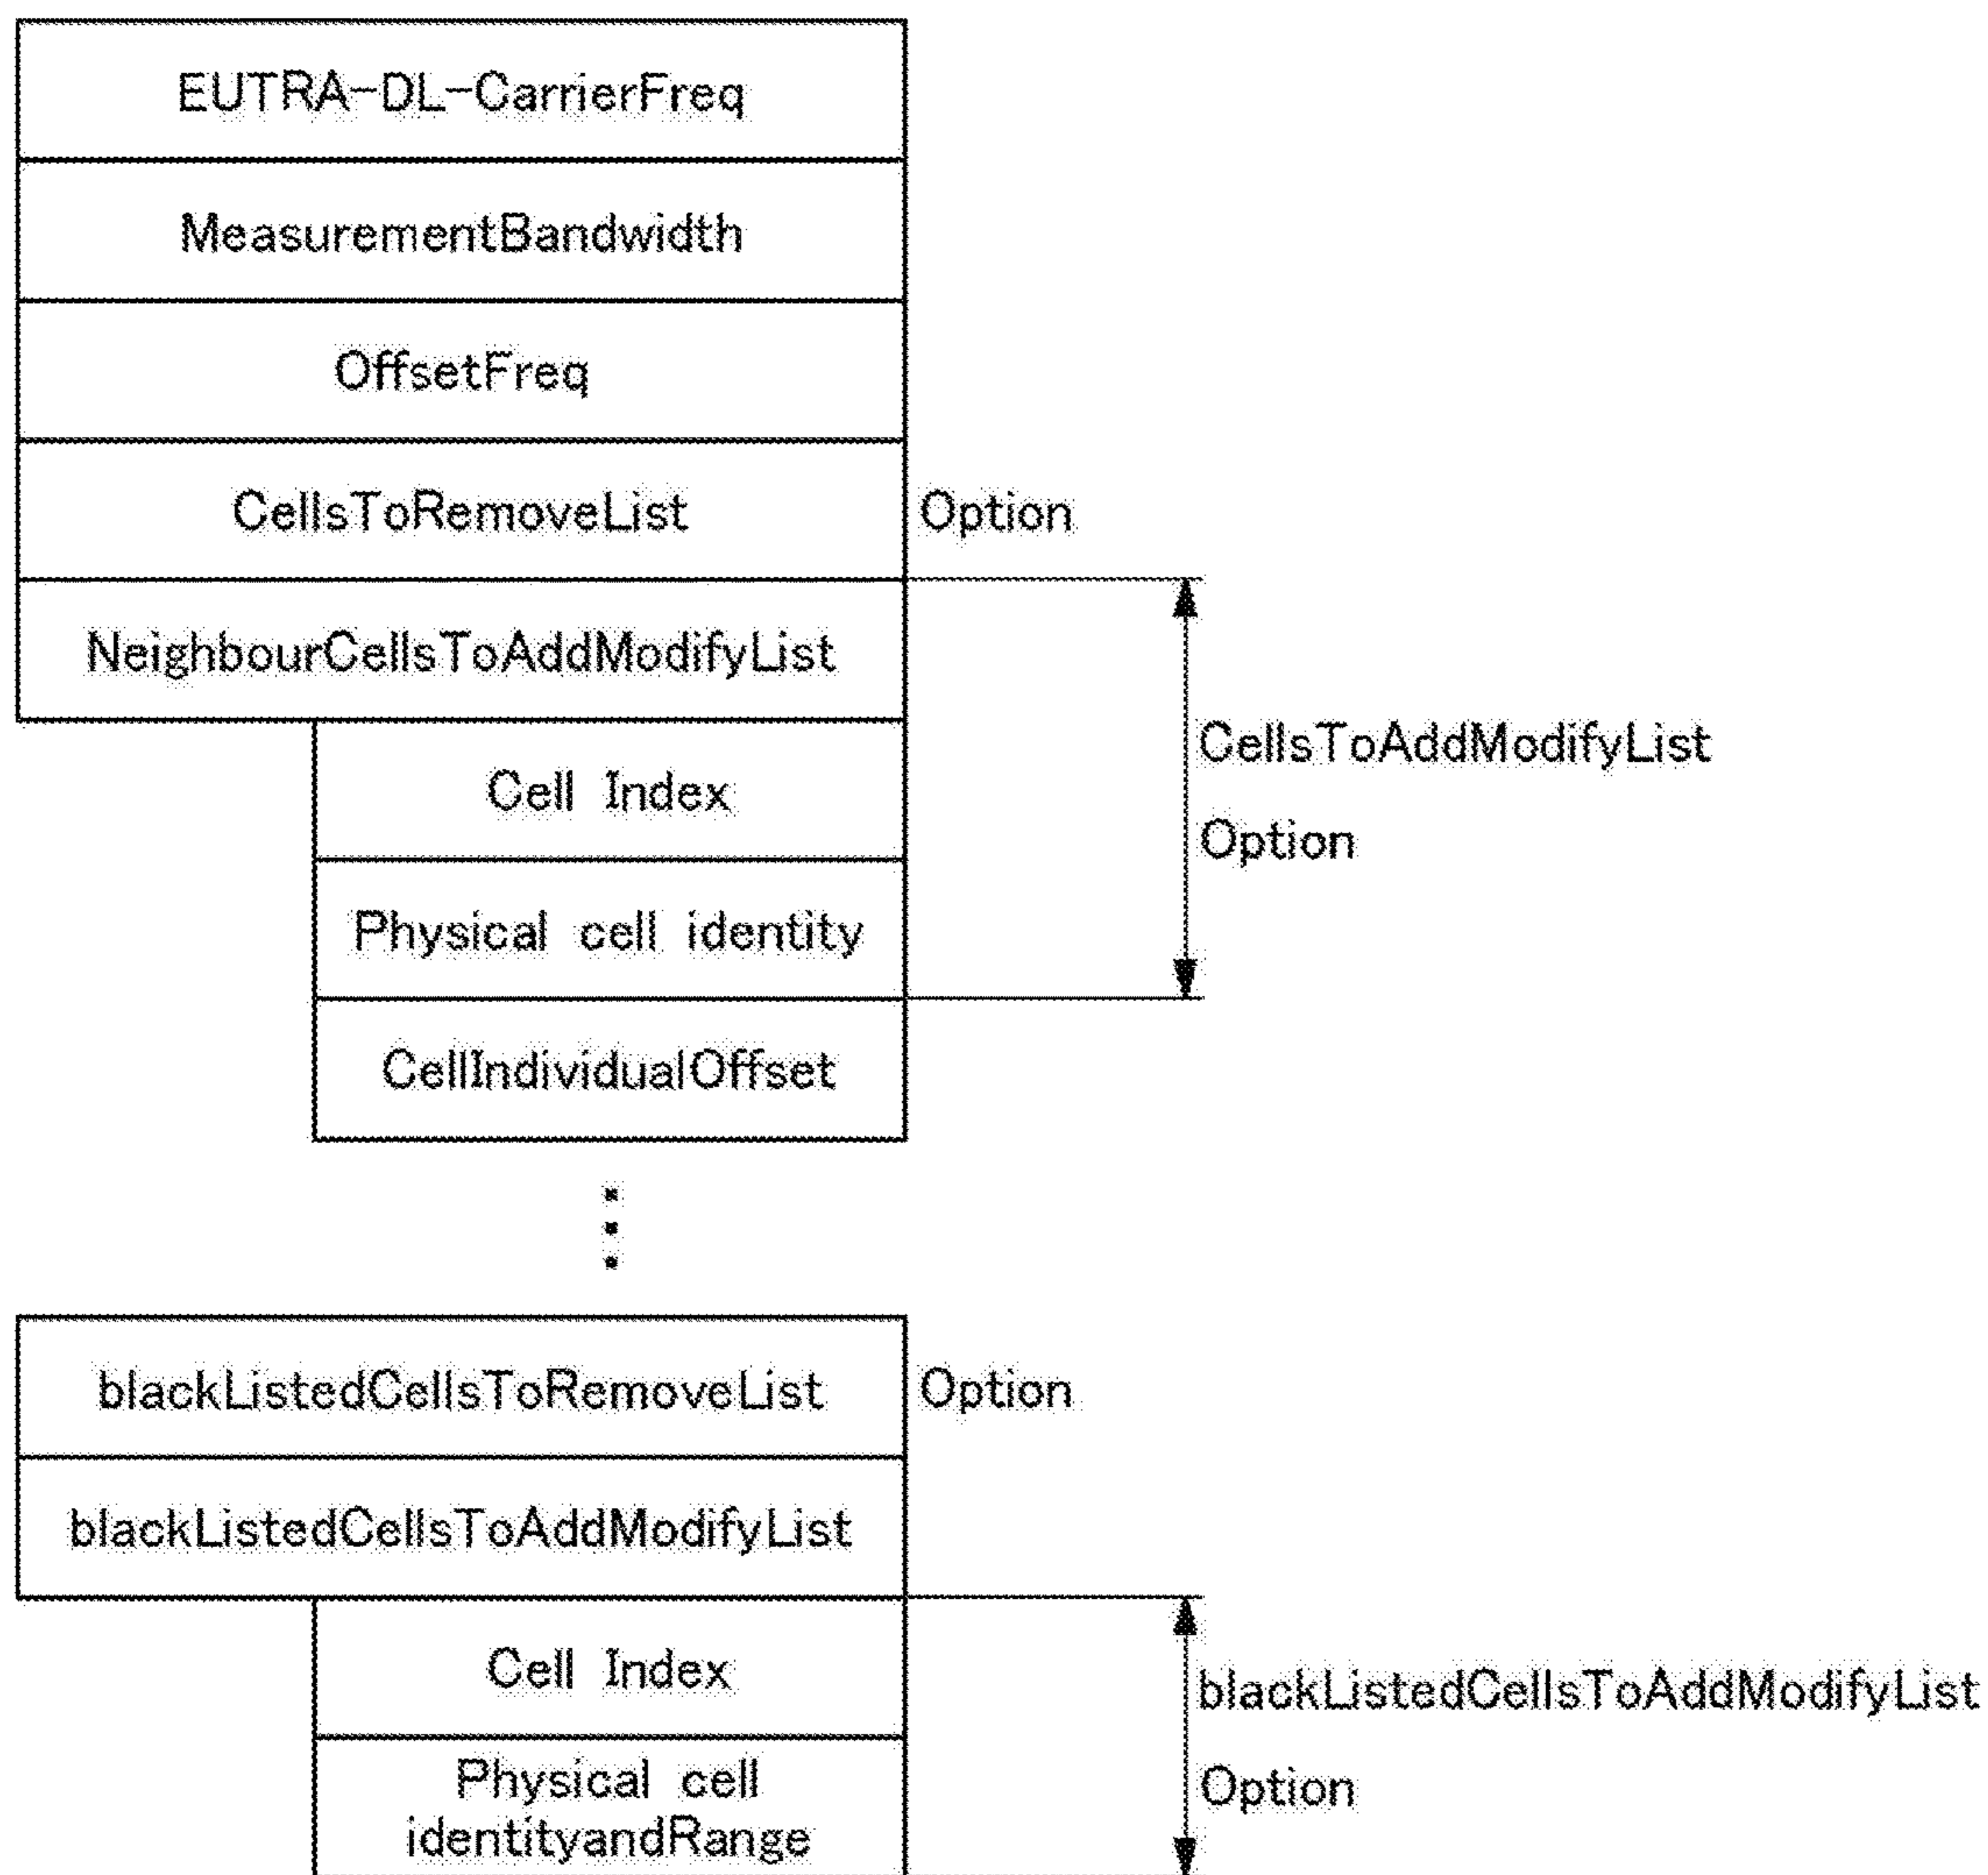 EUTRA-DL-CarrierFreq
MeasurementBandwidth
OffsetFreq
CellsToRemoveList Option
NeighbourCellsToAddModifyList
CellsToAddModifyList
Cell Index
Option
Physical cell identity
CellIndividualOffset
blackListedCellsToRemoveList Option
blackListedCellsToAddModifyList
Cell Index
blackListedCellsToAddModifyList
Physical cell
Option
identityandRange